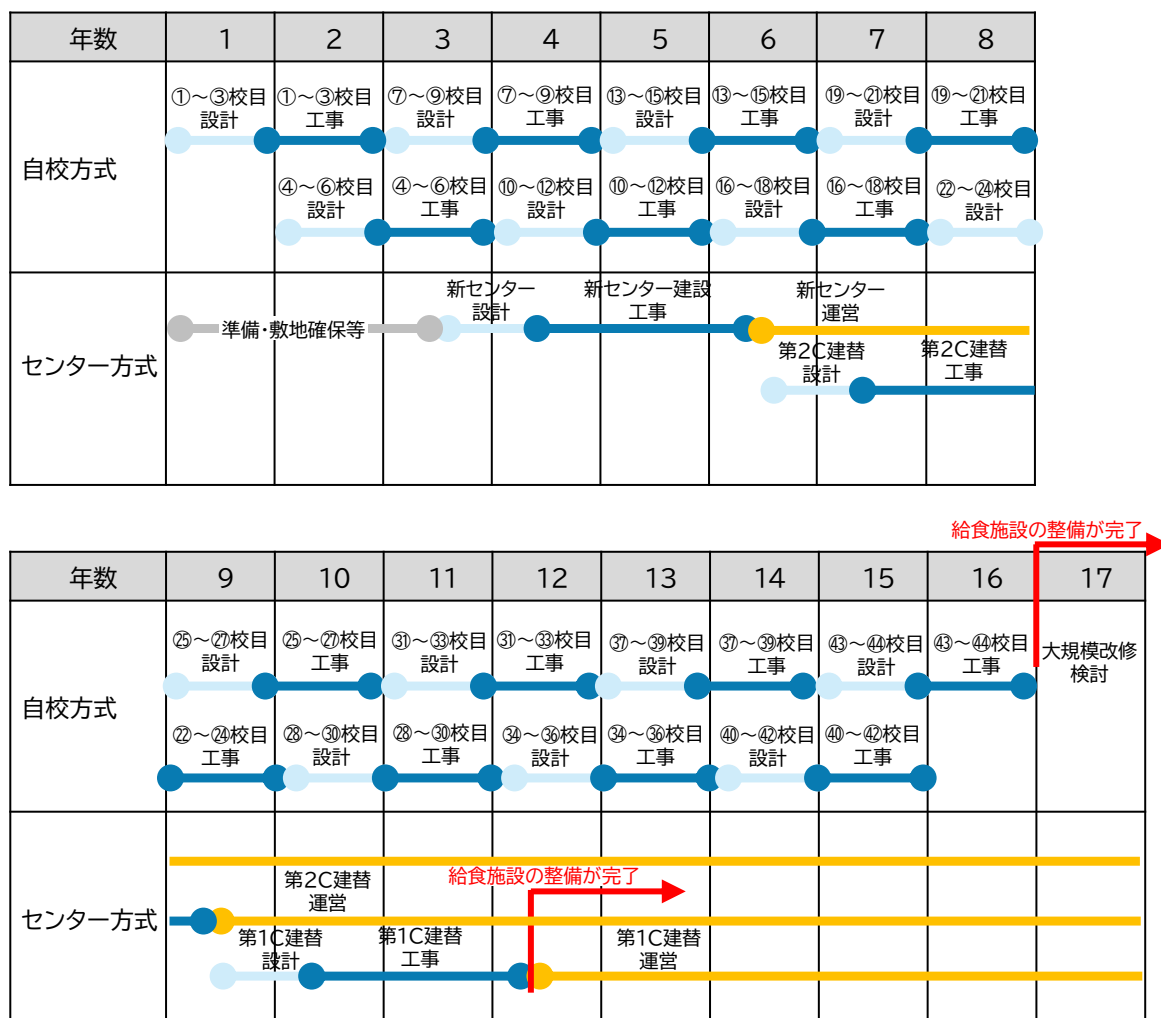 年数 1 2 3 4 5 6 7 8
自校方式
①～③校目 ①～③校目 ⑦～⑨校目 ⑦～⑨校目 ⑬～⑮校目 ⑬～⑮校目 ⑲～㉑校目 ⑲～㉑校目
設計 工事 設計 工事 設計 工事 設計 工事
④～⑥校目 ④～⑥校目 ⑩～⑫校目 ⑩～⑫校目 ⑯～⑱校目 ⑯～⑱校目 ㉒～㉔校目
設計 工事 設計 工事 設計 工事 設計
センター方式
新センター 新センター建設 新センター
設計 工事 運営
準備・敷地確保等
第2C建替 第2C建替
設計 工事
給食施設の整備が完了
年数 9 10 11 12 13 14 15 16 17
自校方式
㉕～㉗校目 ㉕～㉗校目 ㉛～㉝校目 ㉛～㉝校目 ㊲～㊴校目 ㊲～㊴校目 ㊸～㊹校目 ㊸～㊹校目 大規模改修
設計 工事 設計 工事 設計 工事 設計 工事 検討
㉒～㉔校目 ㉘～㉚校目 ㉘～㉚校目 ㉞～㊱校目 ㉞～㊱校目 ㊵～㊷校目 ㊵～㊷校目
工事 設計 工事 設計 工事 設計 工事
センター方式
第2C建替 給食施設の整備が完了
運営
第1C建替 第1C建替 第1C建替
設計 工事 運営